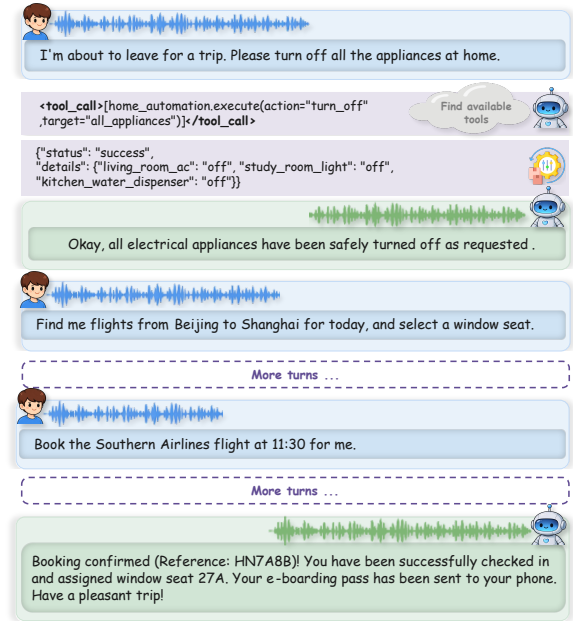 I'm about to leave for a trip. Please turn off all the appliances at home.
<tool_call>[home_automation.execute(action="turn_off"
,target="all_appliances")]</tool_call>
Find available
tools
{"status": "success",
"details": {"living_room_ac": "off", "study_room_light": "off",
"kitchen_water_dispenser": "off"}}
Okay, all electrical appliances have been safely turned off as requested .
Find me flights from Beijing to Shanghai for today, and select a window seat.
More turns ...
Book the Southern Airlines flight at 11:30 for me.
More turns ...
Booking confirmed (Reference: HN7A8B)! You have been successfully checked in
and assigned window seat 27A. Your e-boarding pass has been sent to your phone.
Have a pleasant trip!